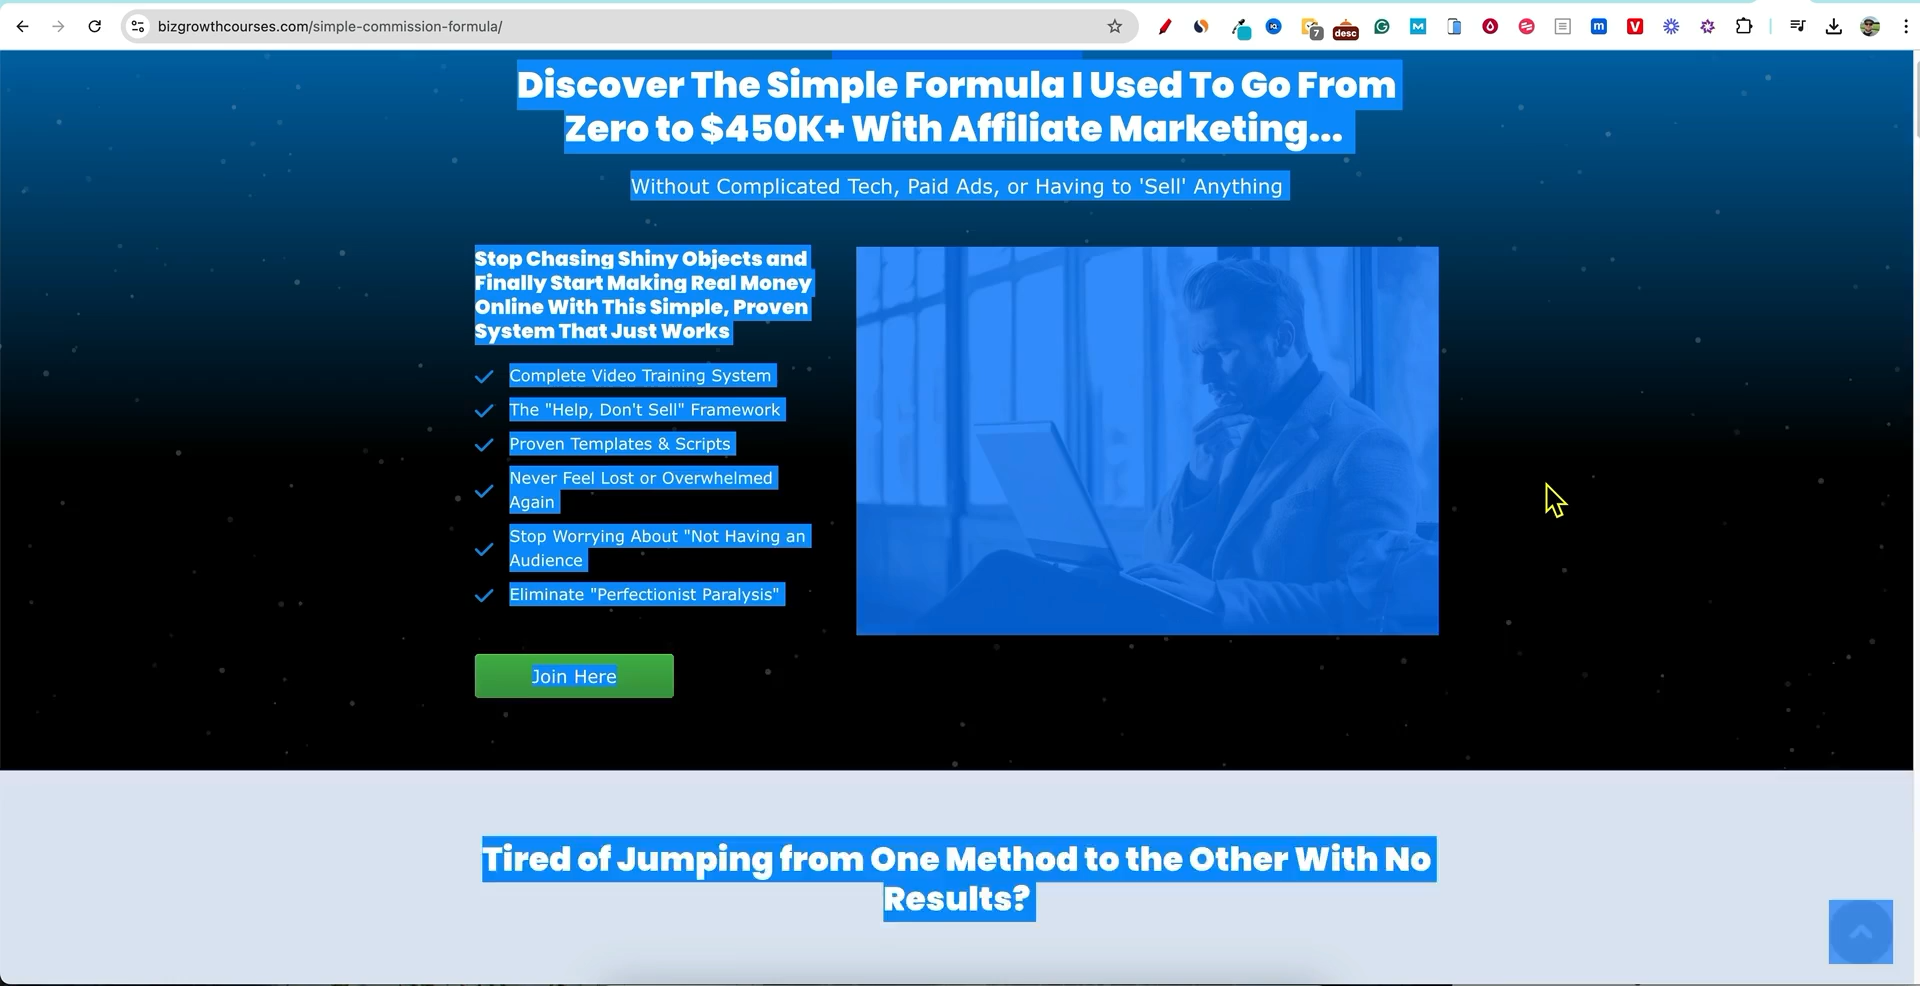 bizgrowthcourses.com/simple-commission-formula/
7
desc
Discover The Simple Formula I Used To Go From
Zero to $450K+ With Affiliate Marketing...
Without Complicated Tech, Paid Ads, or Having to 'Sell' Anything
Stop Chasing Shiny Objects and
Finally Start Making Real Money
Online With This Simple, Proven
System That Just Works
Complete Video Training System
The "Help, Don't Sell" Framework
Proven Templates & Scripts
Never Feel Lost or Overwhelmed
Again
Stop Worrying About "Not Having an
Audience
Eliminate "Perfectionist Paralysis"
Join Here
Tired of Jumping from One Method to the Other With No
Results?